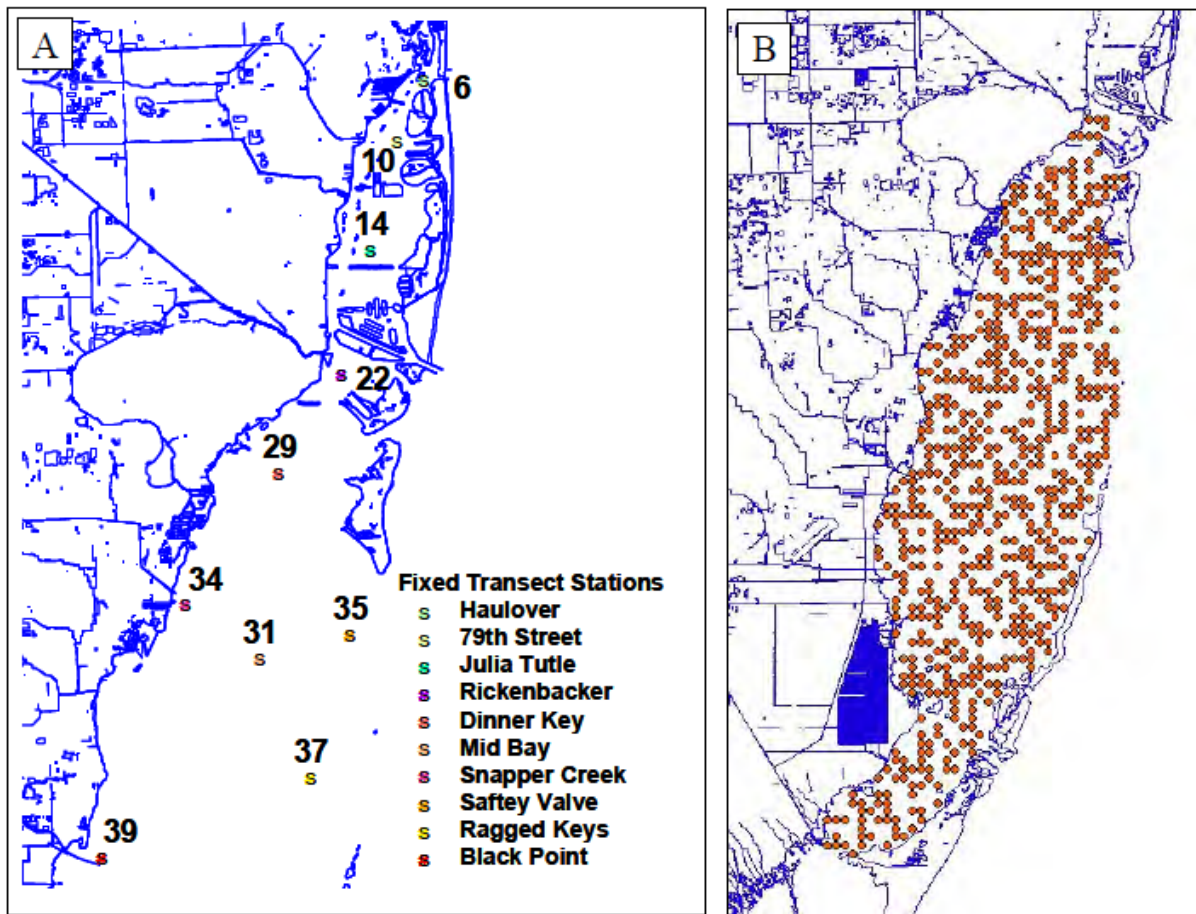 A
B
6
10
14
22
29
34
35
31
37
39
Fixed Transect Stations
S Haulover
S 79th Street
S Julia Tutle
S Rickenbacker
S Dinner Key
S Mid Bay
S Snapper Creek
S Saftey Valve
S Ragged Keys
S Black Point